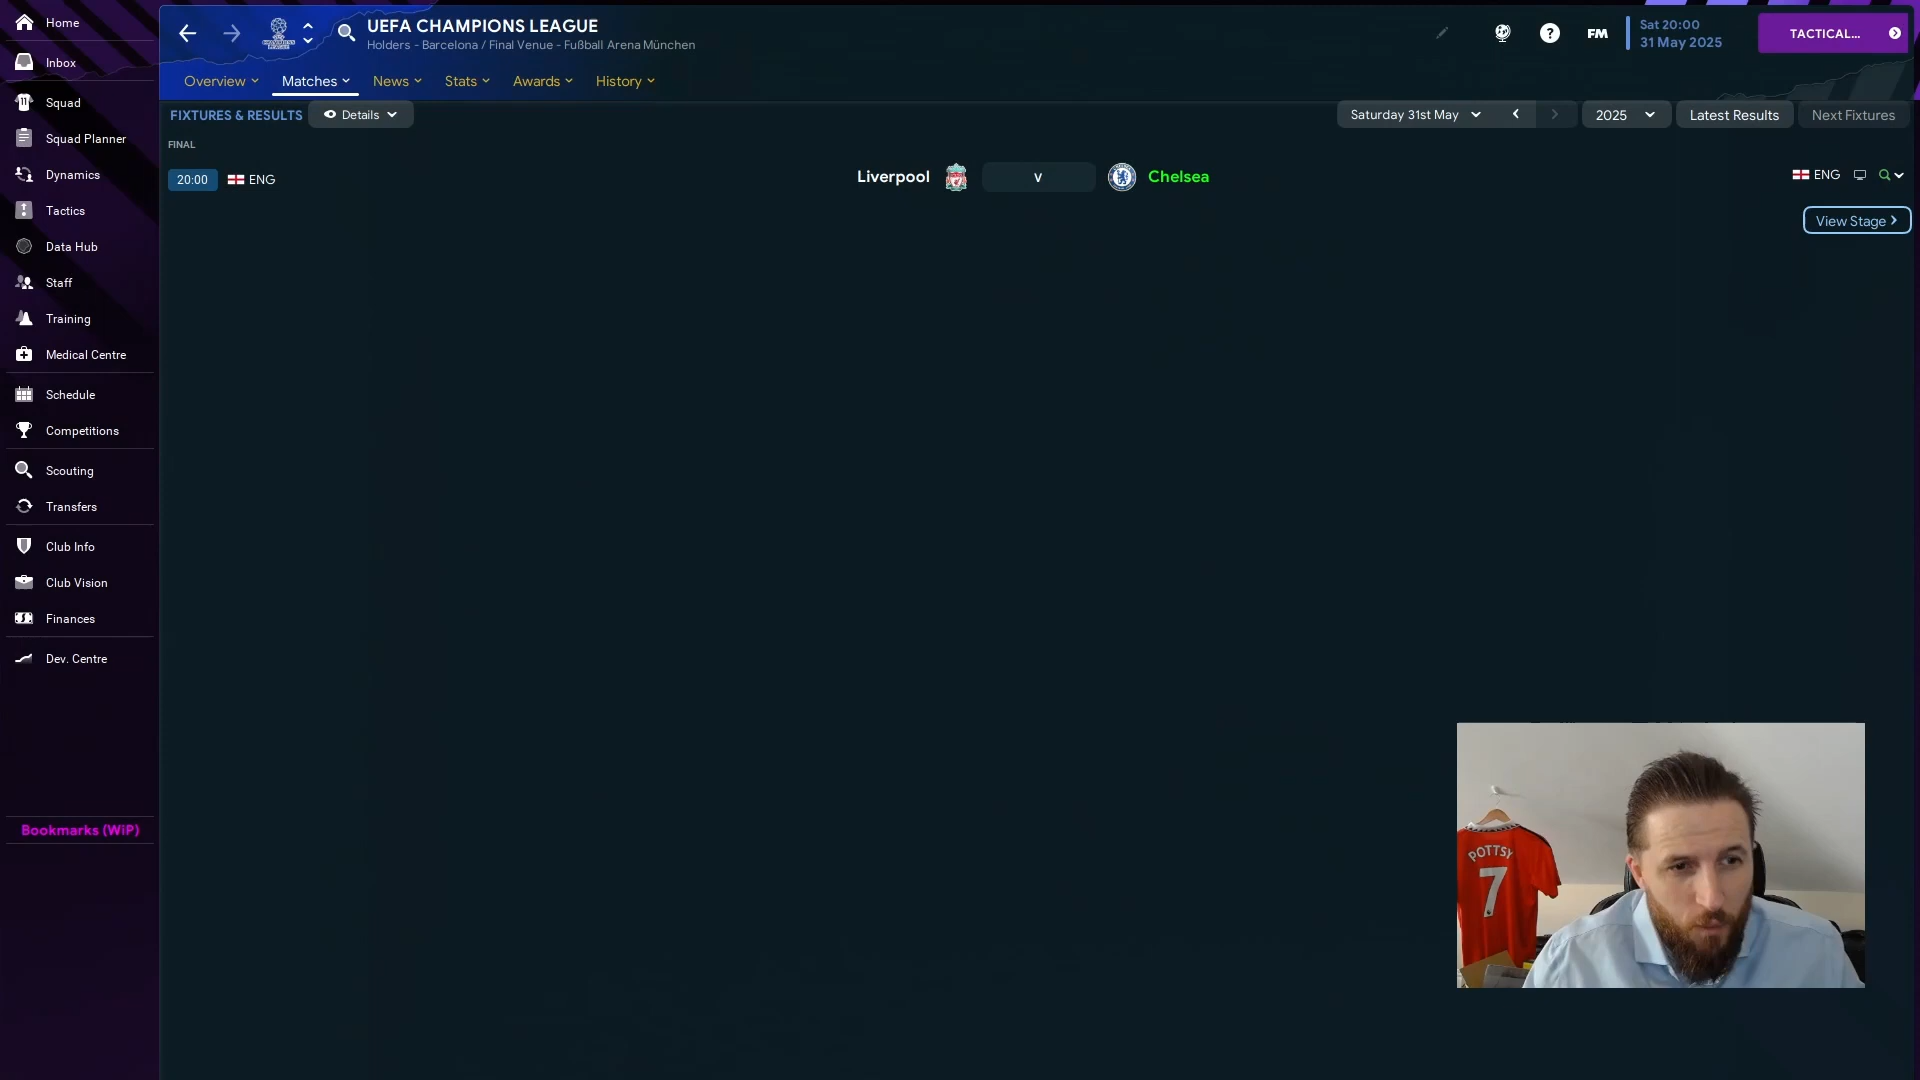 Home
Inbox
Squad
Squad Planner
Dynamics
Tactics
Data Hub
Staff
Training
Medical Centre
Schedule
Competitions
Scouting
Transfers
Club Info
Club Vision
Finances
Dev. Centre
Bookmarks (WiP)
UEFA CHAMPIONS LEAGUE
Holders - Barcelona / Final Venue - Fußball Arena München
? FM
Sat 20:00
31 May 2025
TACTICAL...
Overview Matches News Stats Awards History
FIXTURES & RESULTS Details Saturday 31st May 2025 Latest Results Next Fixtures
FINAL
20:00 ENG Liverpool v Chelsea ENG
View Stage
POTTSY
7